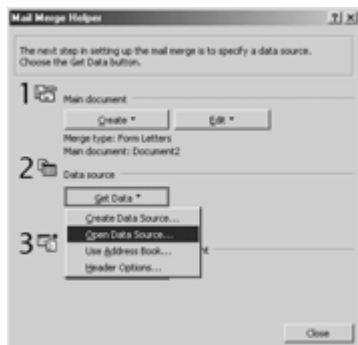 Mail Merge Helper
The next step in setting up the mail merge is to specify a data source.
Choose the Get Data button.
1 Main document
Create Edit
Merge type: Form Letters
Main document: Document2
2 Data source
Get Data
Create Data Source...
Open Data Source...
3 Use Address Book...
Header Options...
Close